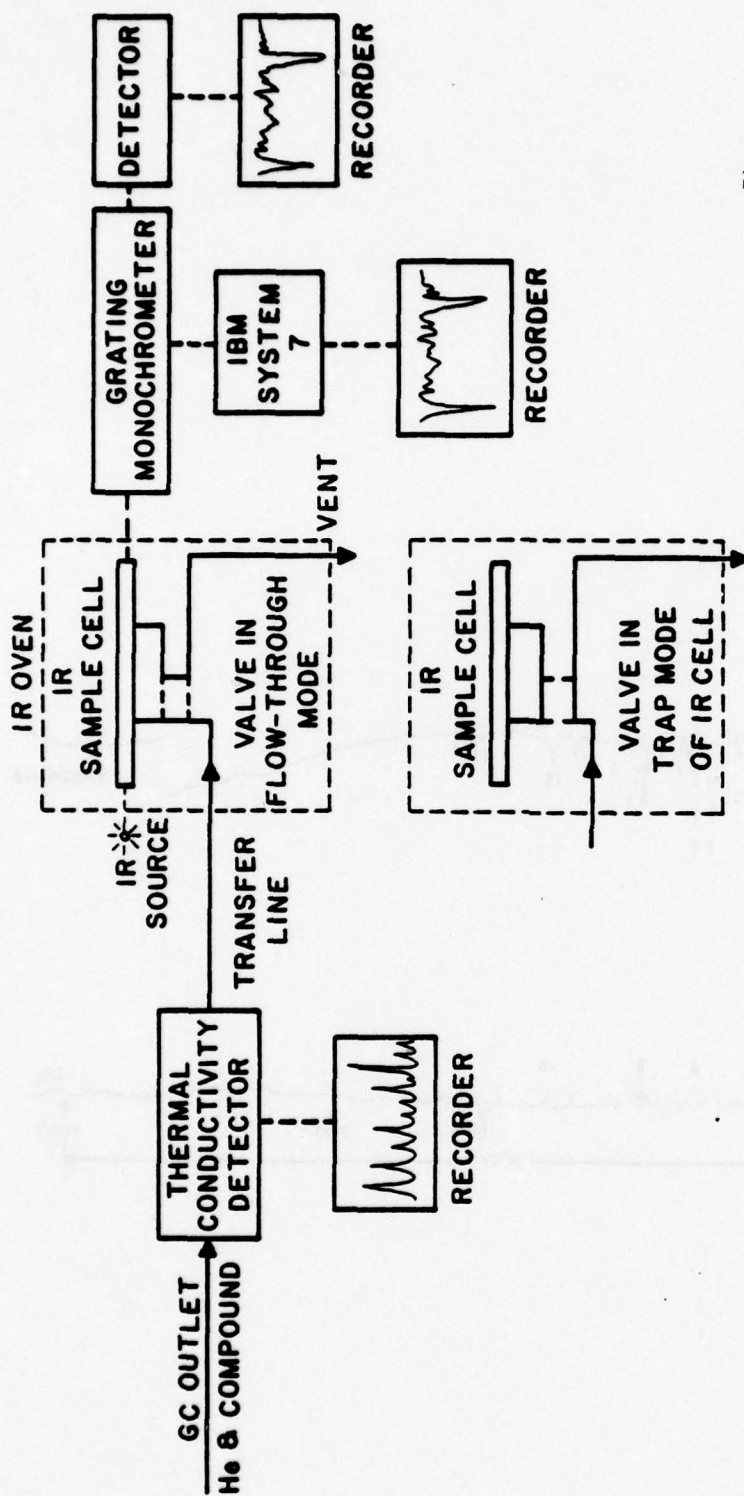 GC OUTLET
He & COMPOUND
THERMAL
CONDUCTIVITY
DETECTOR
RECORDER
TRANSFER
LINE
IR
SOURCE
IR OVEN
IR
SAMPLE CELL
VALVE IN
FLOW-THROUGH
MODE
VENT
GRATING
MONOCHROMETER
DETECTOR
RECORDER
IBM
SYSTEM
7
RECORDER
IR
SAMPLE CELL
VALVE IN
TRAP MODE
OF IR CELL